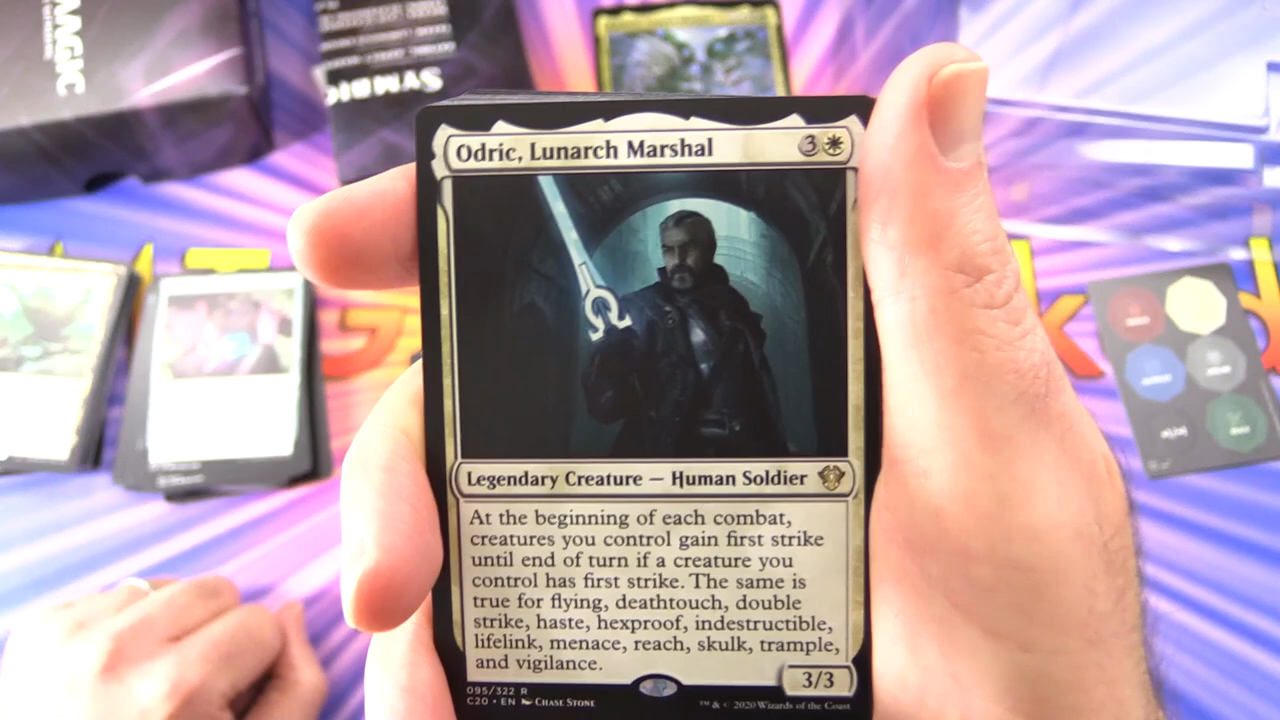 MAGIC
SYMBIO
Odric, Lunarch Marshal 3
Legendary Creature — Human Soldier
At the beginning of each combat,
creatures you control gain first strike
until end of turn if a creature you
control has first strike. The same is
true for flying, deathtouch, double
strike, haste, hexproof, indestructible,
lifelink, menace, reach, skulk, trample,
and vigilance.
3/3
095/322 R
C20 • EN CHASE STONE
™ & © 2020 Wizards of the Coast